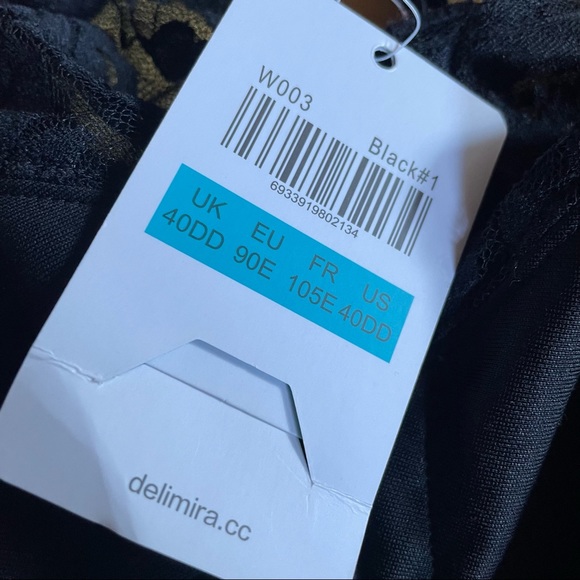 W003
Black#1
6933919802134
UK EU FR US
40DD 90E 105E 40DD
delimira.cc